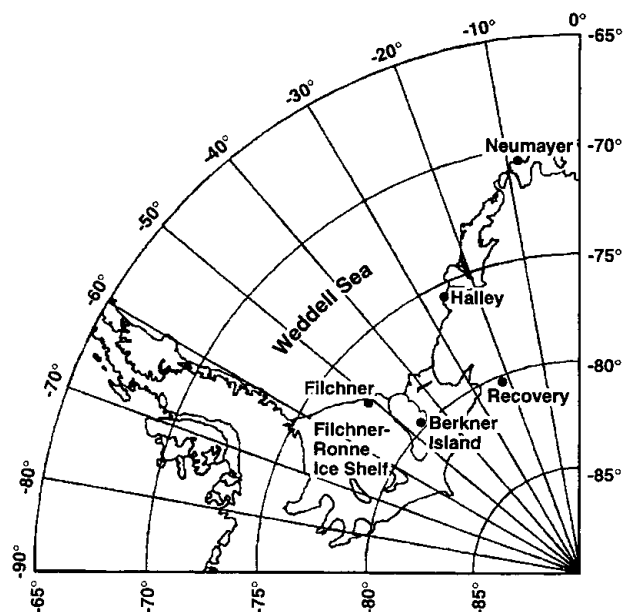 0°
-10°
-65°
-20°
-30°
-40°
Neumayer
-70°
-50°
Weddell Sea
-75°
-60°
Halley
-80°
-70°
Filchner
Recovery
Berkner
Island
Filchner-
Ronne
Ice Shelf
-80°
-85°
-90°
-65°
-70°
-75°
-80°
-85°